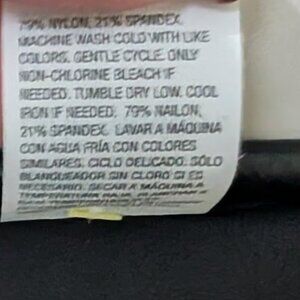 79% NYLON, 21% SPANDEX.
MACHINE WASH COLD WITH LIKE
COLORS. GENTLE CYCLE. ONLY
NON-CHLORINE BLEACH IF
NEEDED. TUMBLE DRY LOW. COOL
IRON IF NEEDED. 79% NAILON,
21% SPANDEX. LAVAR A MÁQUINA
CON AGUA FRÍA CON COLORES
SIMILARES. CICLO DELICADO. SÓLO
BLANQUEADOR SIN CLORO SI ES
NECESARIO. SECAR A MÁQUINA A
TEMPERATURA BAJA.